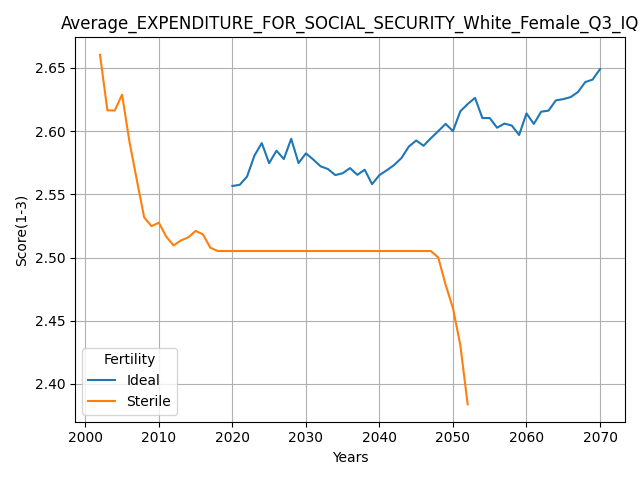 Average_EXPENDITURE_FOR_SOCIAL_SECURITY_White_Female_Q3_IQ
Score(1-3)
2.65
2.60
2.55
2.50
2.45
2.40
Fertility
Ideal
Sterile
2000 2010 2020 2030 2040 2050 2060 2070
Years